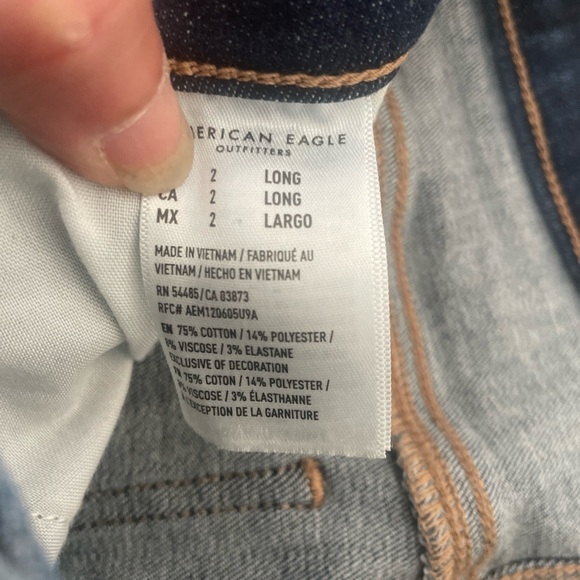 ERICAN EAGLE
OUTFITTERS
2 LONG
CA 2 LONG
MX 2 LARGO
MADE IN VIETNAM / FABRIQUÉ AU
VIETNAM / HECHO EN VIETNAM
RN 54485/CA 03873
RFC# AEM120605U9A
EN 75% COTTON / 14% POLYESTER /
8% VISCOSE / 3% ELASTANE
EXCLUSIVE OF DECORATION
75% COTON / 14% POLYESTER /
% VISCOSE / 3% ÉLASTHANNE
EXCEPTION DE LA GARNITURE